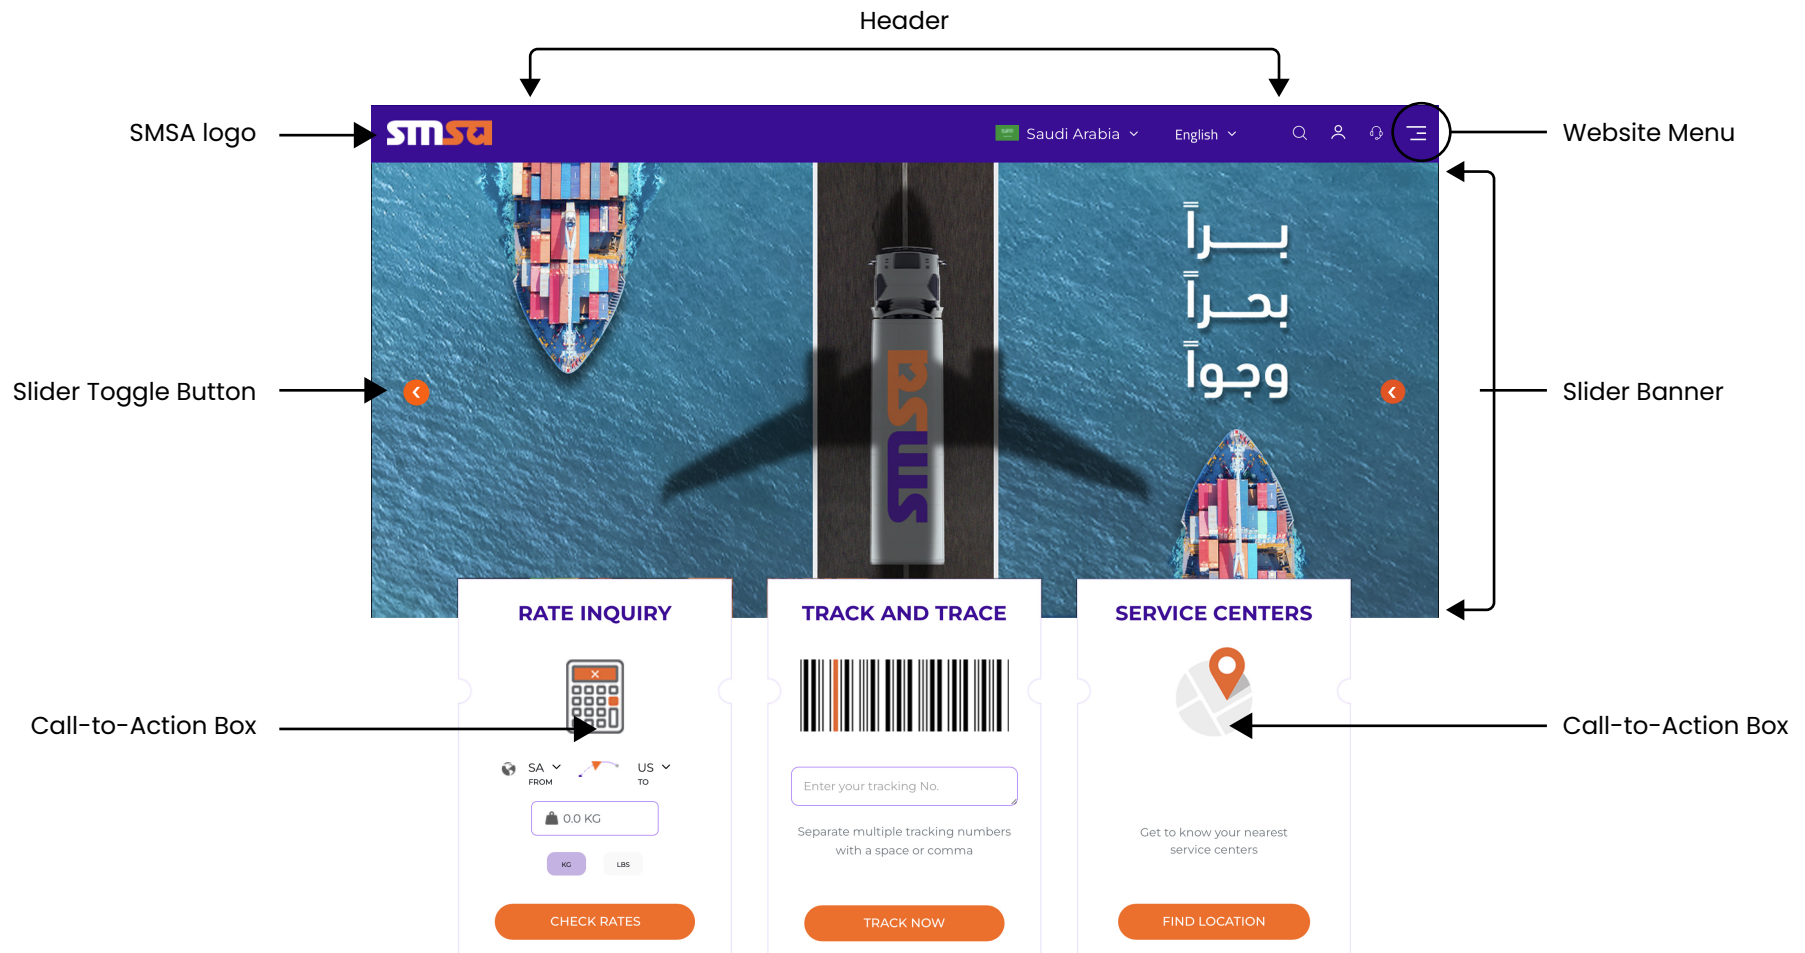 Header
SMSA logo
smsa
Saudi Arabia
English
Website Menu
براً
بحراً
وجواً
Slider Toggle Button
Slider Banner
smsa
RATE INQUIRY
TRACK AND TRACE
SERVICE CENTERS
Call-to-Action Box
Call-to-Action Box
SA
FROM
US
TO
0.0 KG
KG
LBS
CHECK RATES
Enter your tracking No.
Separate multiple tracking numbers
with a space or comma
TRACK NOW
Get to know your nearest
service centers
FIND LOCATION